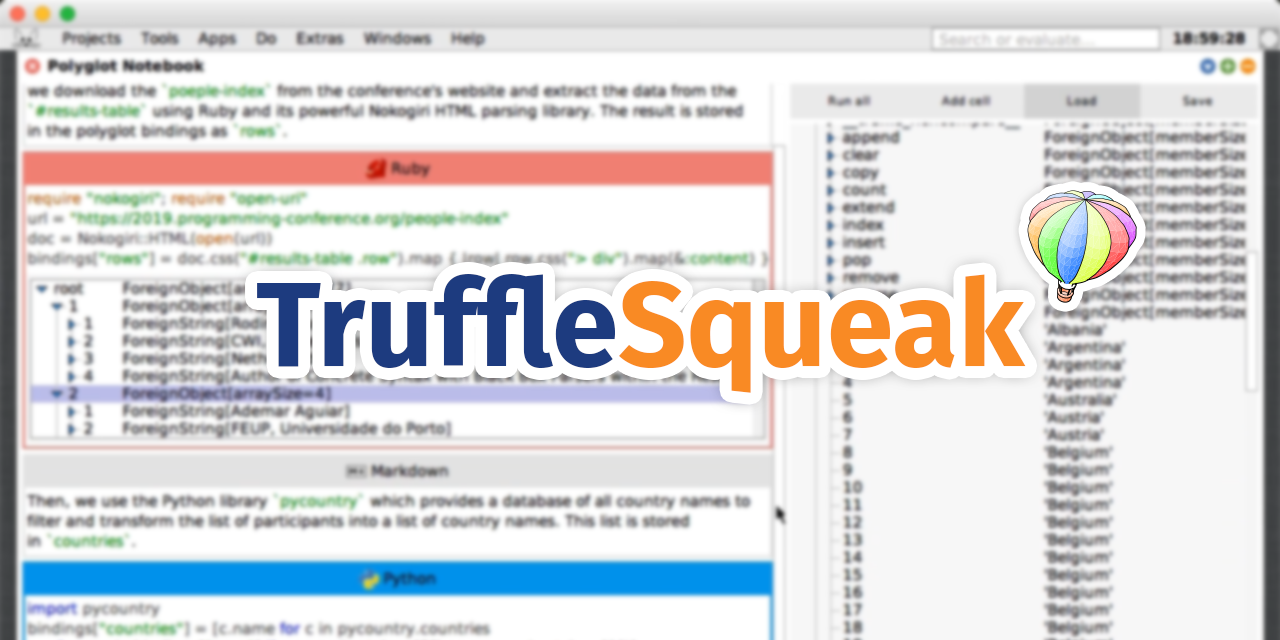 Projects Tools Apps Do Extras Windows Help Search or evaluate... 18:59:28
Polyglot Notebook
we download the `poeple-index` from the conference's website and extract the data from the
`#results-table` using Ruby and its powerful Nokogiri HTML parsing library. The result is stored
in the polyglot bindings as `rows`.
Ruby
require "nokogiri"; require "open-uri"
url = "https://2019.programming-conference.org/people-index"
doc = Nokogiri::HTML(open(url))
bindings["rows"] = doc.css("#results-table .row").map { |row| row.css("> div").map(&:content) }
root ForeignObject[
1 ForeignObject[
1 ForeignString[
2 ForeignString[CWI,
3 ForeignString[
4 ForeignString[
2 ForeignObject[arraySize=4]
1 ForeignString[Ademar Aguiar]
2 ForeignString[FEUP, Universidade do Porto]
TruffleSqueak
Markdown
Then, we use the Python library `pycountry` which provides a database of all country names to
filter and transform the list of participants into a list of country names. This list is stored
in `countries`.
Python
import pycountry
bindings["countries"] = [c.name for c in pycountry.countries
Run all Add cell Load Save
append ForeignObject[memberSize
clear ForeignObject[memberSize
copy ForeignObject[memberSize
count ForeignObject[memberSize
extend ForeignObject[memberSize
index ForeignObject[memberSize
insert ForeignObject[memberSize
pop ForeignObject[memberSize
remove ForeignObject[memberSize
ForeignObject[memberSize
ForeignObject[memberSize
'Albania'
'Argentina'
'Argentina'
4 'Argentina'
5 'Australia'
6 'Austria'
7 'Austria'
8 'Belgium'
9 'Belgium'
10 'Belgium'
11 'Belgium'
12 'Belgium'
13 'Belgium'
14 'Belgium'
15 'Belgium'
16 'Belgium'
17 'Belgium'
18 'Belgium'